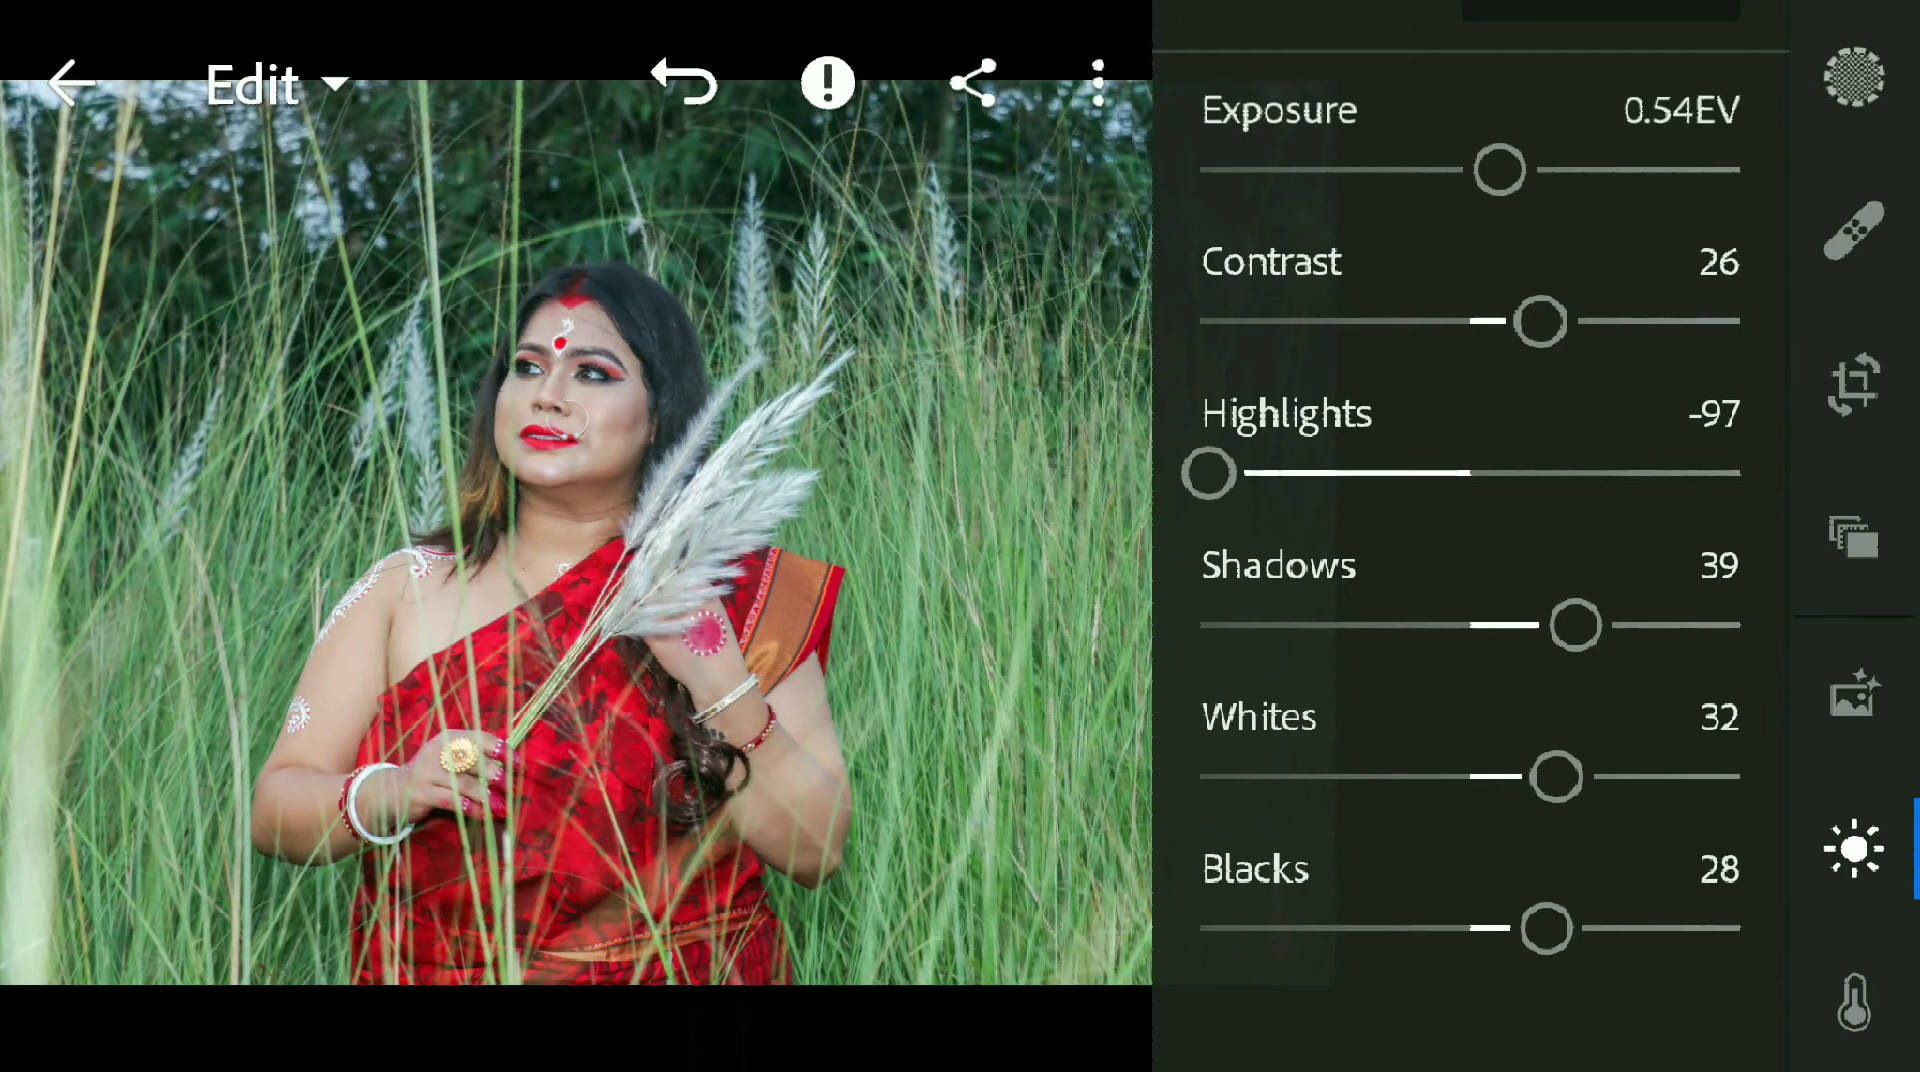 Edit
Exposure 0.54EV
Contrast 26
Highlights -97
Shadows 39
Whites 32
Blacks 28